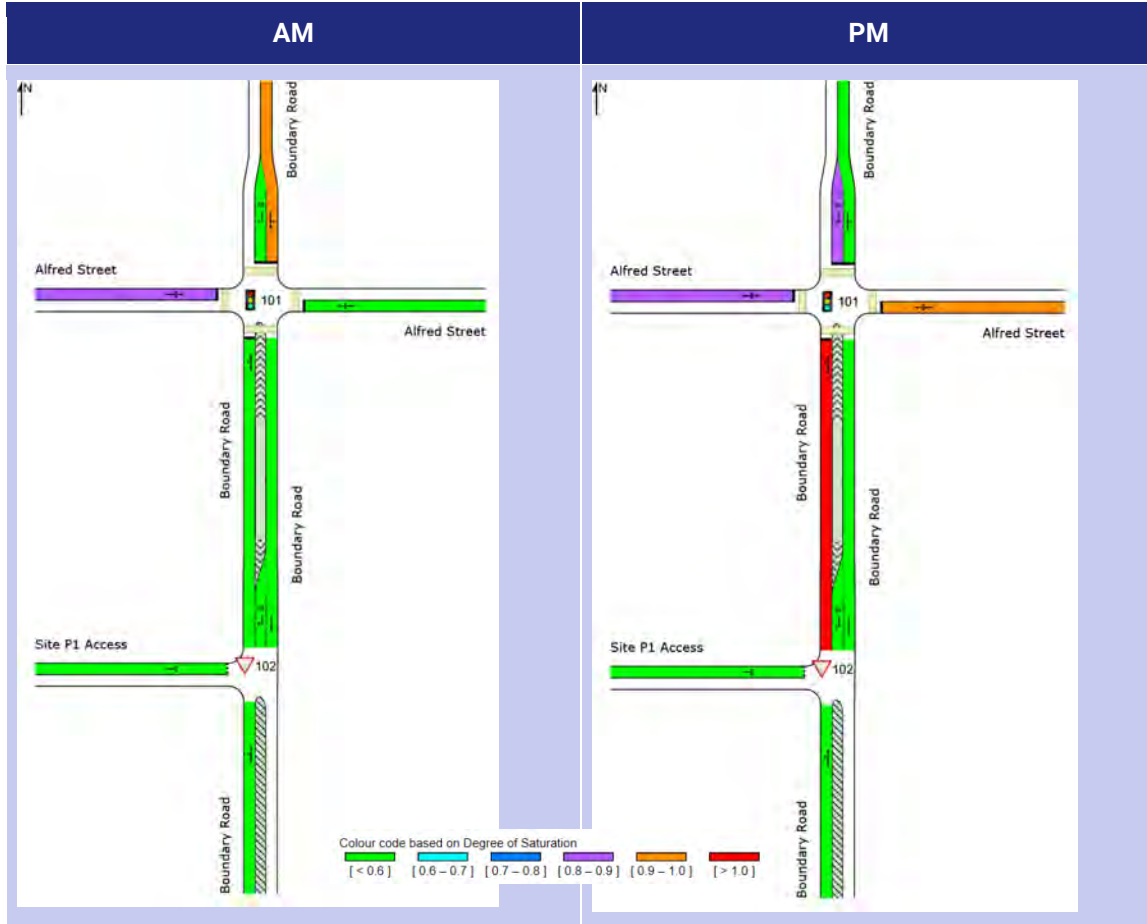 AM
PM
N
Boundary Road
Alfred Street
101
Alfred Street
Boundary Road
Boundary Road
Site P1 Access
102
Boundary Road
N
Boundary Road
Alfred Street
101
Alfred Street
Boundary Road
Boundary Road
Site P1 Access
102
Boundary Road
Colour code based on Degree of Saturation
[ < 0.6 ] [ 0.6 – 0.7 ] [ 0.7 – 0.8 ] [ 0.8 – 0.9 ] [ 0.9 – 1.0 ] [ > 1.0 ]